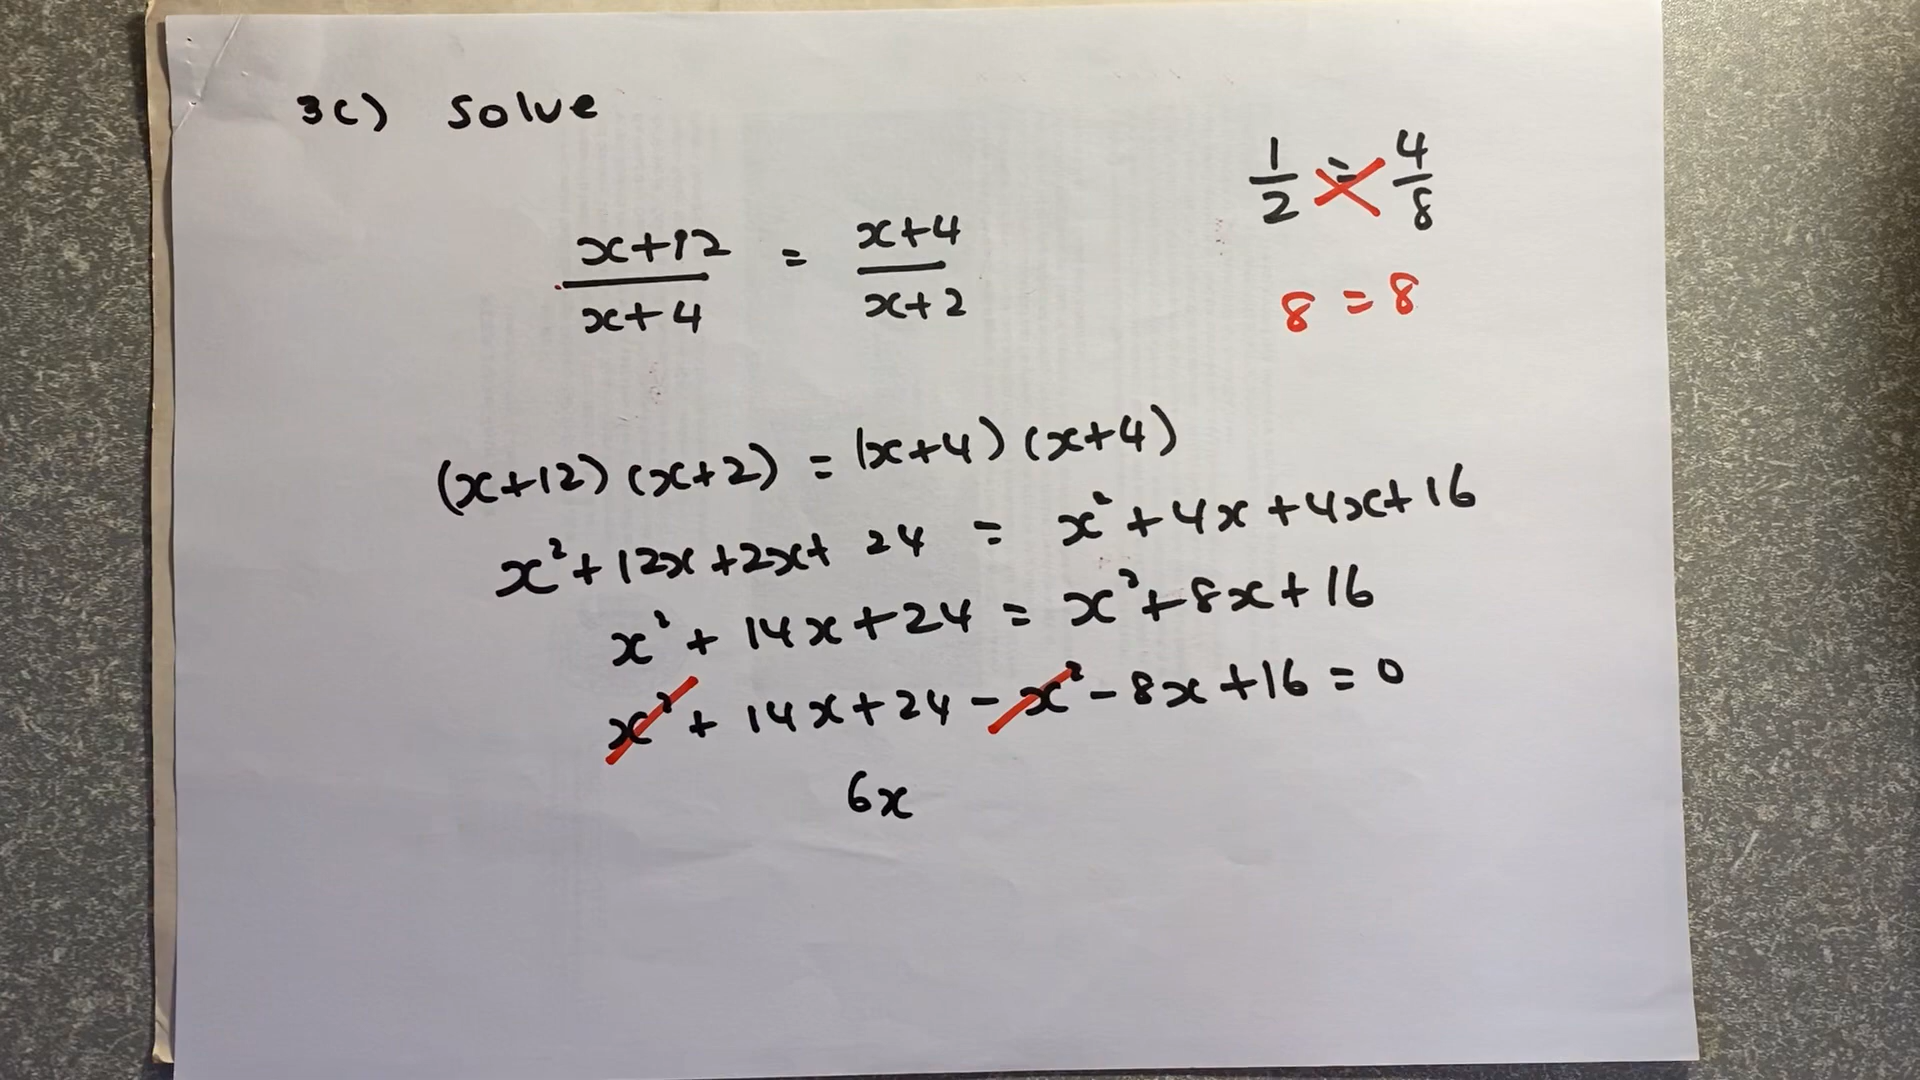 3c) Solve
1/2 = 4/8
8 = 8
x+12/x+4 = x+4/x+2
(x+12)(x+2) = (x+4)(x+4)
x²+12x+2x+24 = x²+4x+4x+16
x²+14x+24 = x²+8x+16
x²+14x+24-x²-8x+16=0
6x